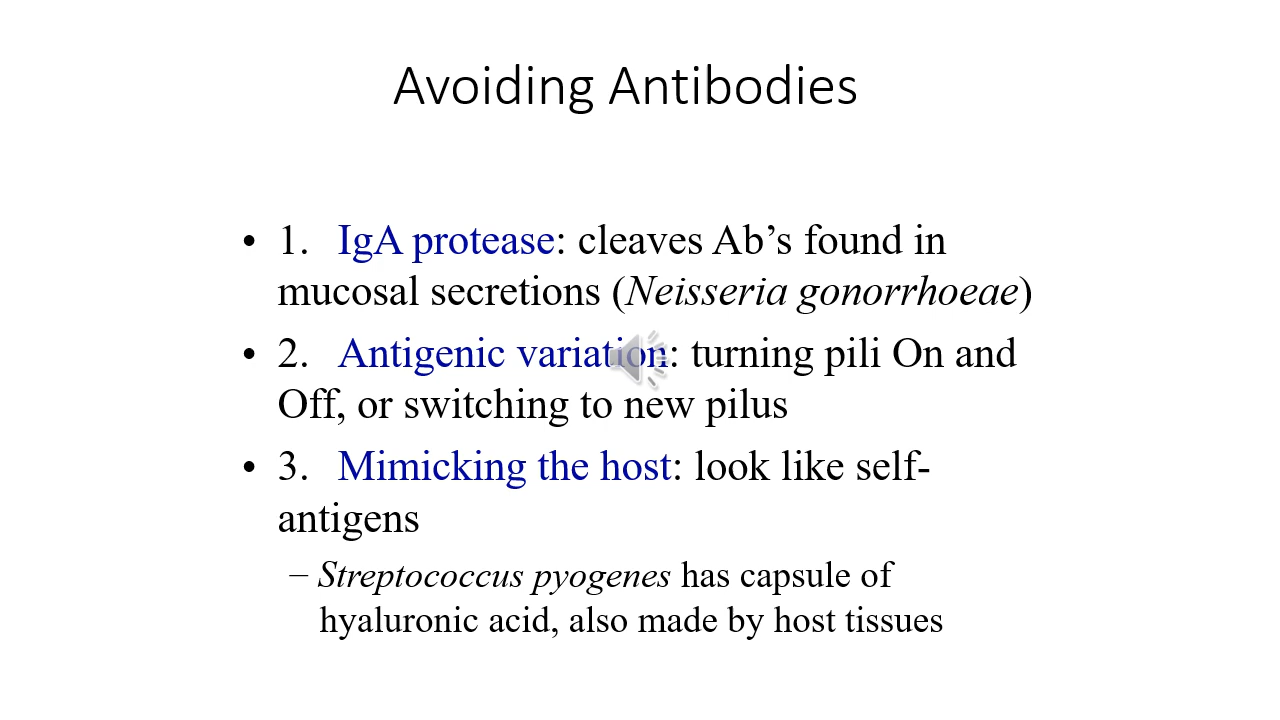 Avoiding Antibodies
• 1. IgA protease: cleaves Ab’s found in
mucosal secretions (Neisseria gonorrhoeae)
• 2. Antigenic variation: turning pili On and
Off, or switching to new pilus
• 3. Mimicking the host: look like self-
antigens
– Streptococcus pyogenes has capsule of
hyaluronic acid, also made by host tissues